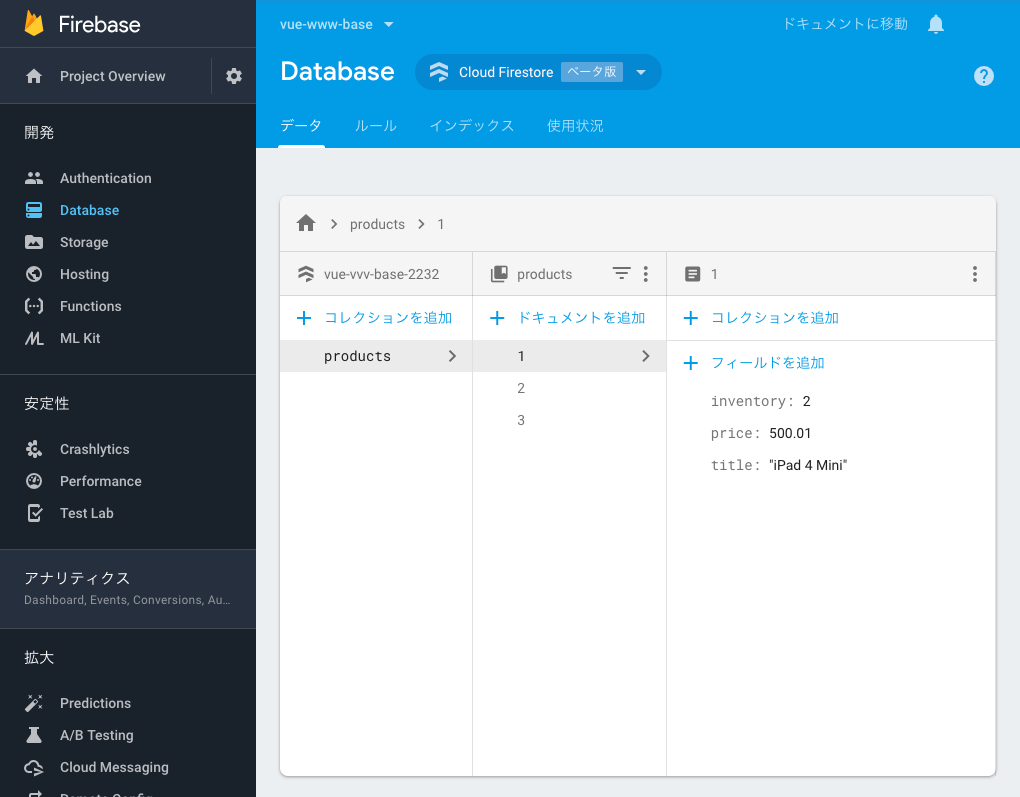 Firebase
Project Overview
開発
Authentication
Database
Storage
Hosting
Functions
ML Kit
安定性
Crashlytics
Performance
Test Lab
アナリティクス
Dashboard, Events, Conversions, Au...
拡大
Predictions
A/B Testing
Cloud Messaging
Remote Config
vue-www-base
ドキュメントに移動
Database
Cloud Firestore ベータ版
データ ルール インデックス 使用状況
products 1
vue-vvv-base-2232
コレクションを追加
products
products
ドキュメントを追加
1
2
3
1
コレクションを追加
フィールドを追加
inventory: 2
price: 500.01
title: "iPad 4 Mini"